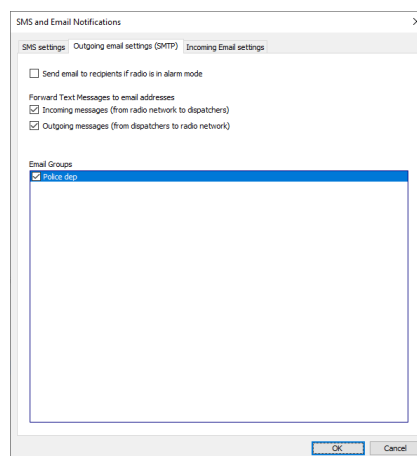 SMS and Email Notifications
SMS settings Outgoing email settings (SMTP) Incoming Email settings
Send email to recipients if radio is in alarm mode
Forward Text Messages to email addresses
Incoming messages (from radio network to dispatchers)
Outgoing messages (from dispatchers to radio network)
Email Groups
Police dep
OK Cancel